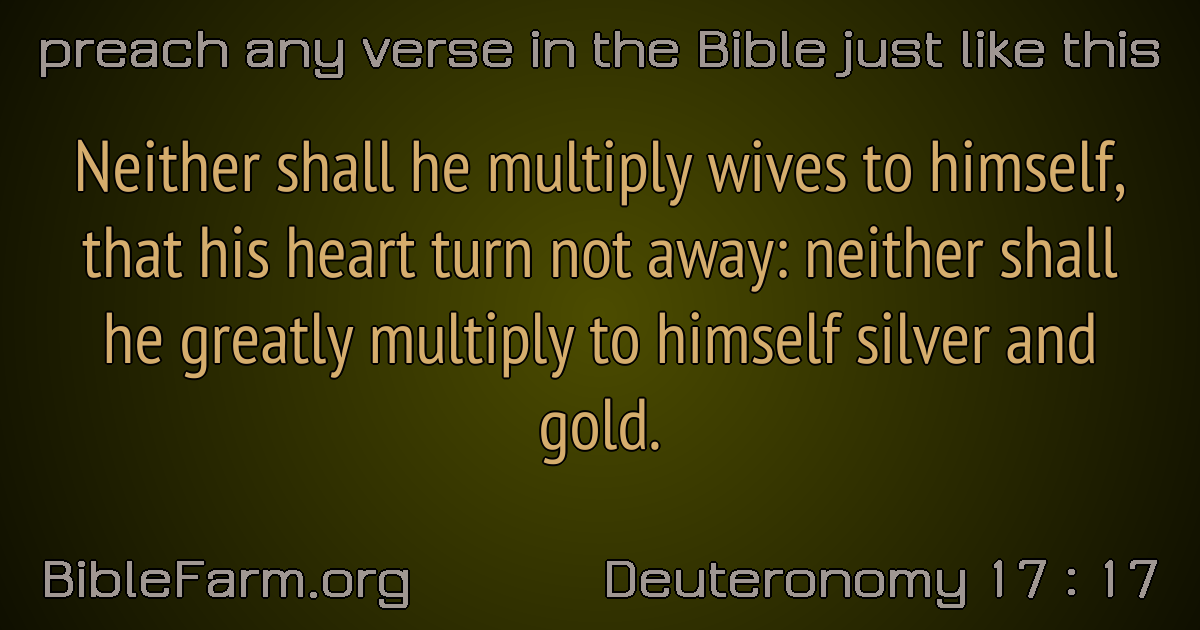 preach any verse in the Bible just like this
Neither shall he multiply wives to himself,
that his heart turn not away: neither shall
he greatly multiply to himself silver and
gold.
BibleFarm.org
Deuteronomy 17 : 17